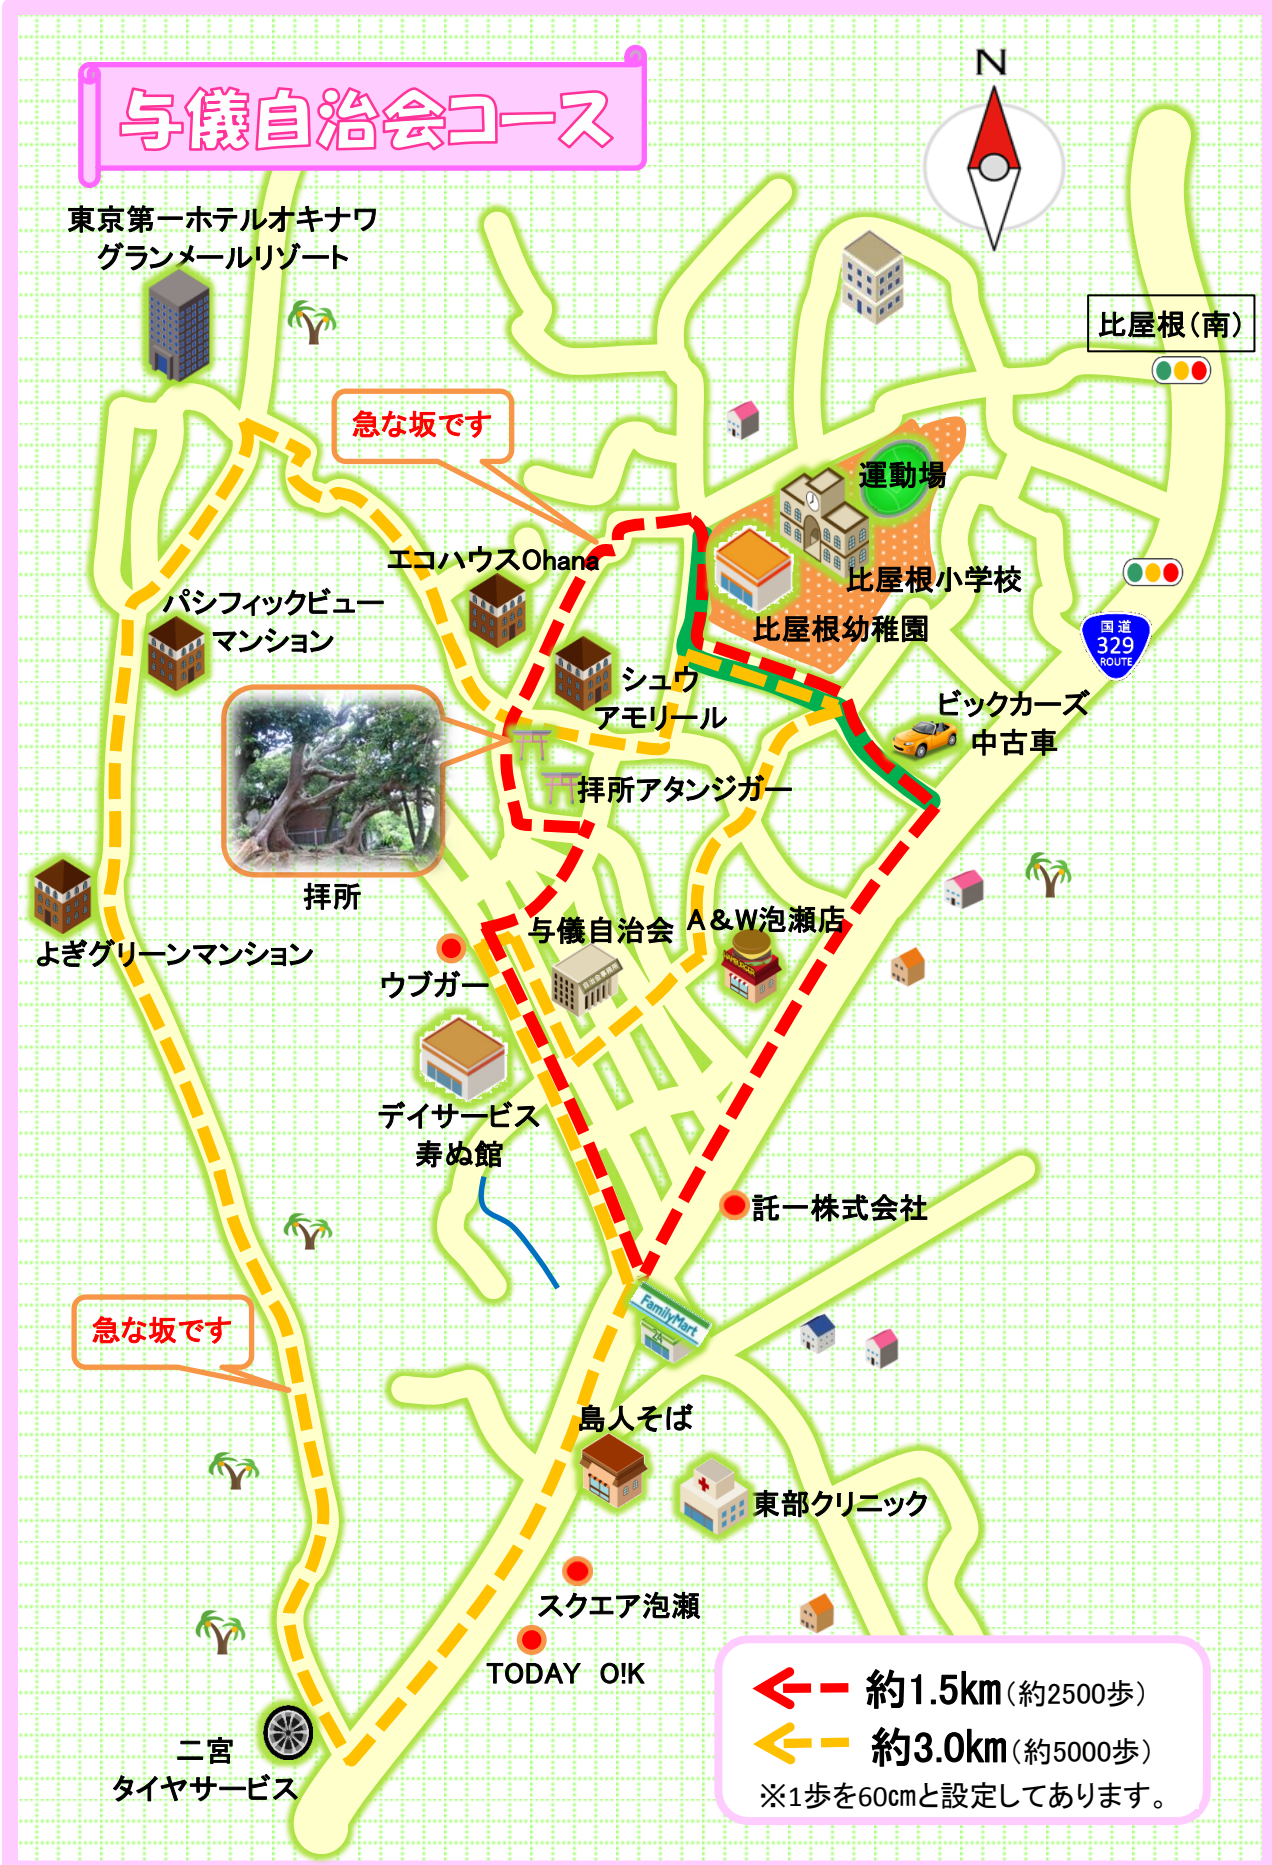 与儀自治会コース
N
東京第一ホテルオキナワ
グランメールリゾート
比屋根（南）
急な坂です
運動場
エコハウスOhana
比屋根小学校
パシフィックビュー
マンション
比屋根幼稚園
国道
329
ROUTE
シュウ
アモリール
ビックカーズ
中古車
拝所アタンジガー
拝所
与儀自治会
A＆W泡瀬店
よぎグリーンマンション
ウブガー
自治会事務所
デイサービス
寿ぬ館
託一株式会社
FamilyMart
24
急な坂です
島人そば
東部クリニック
スクエア泡瀬
TODAY O!K
二宮
タイヤサービス
約1.5km（約2500歩）
約3.0km（約5000歩）
※1歩を60㎝と設定してあります。